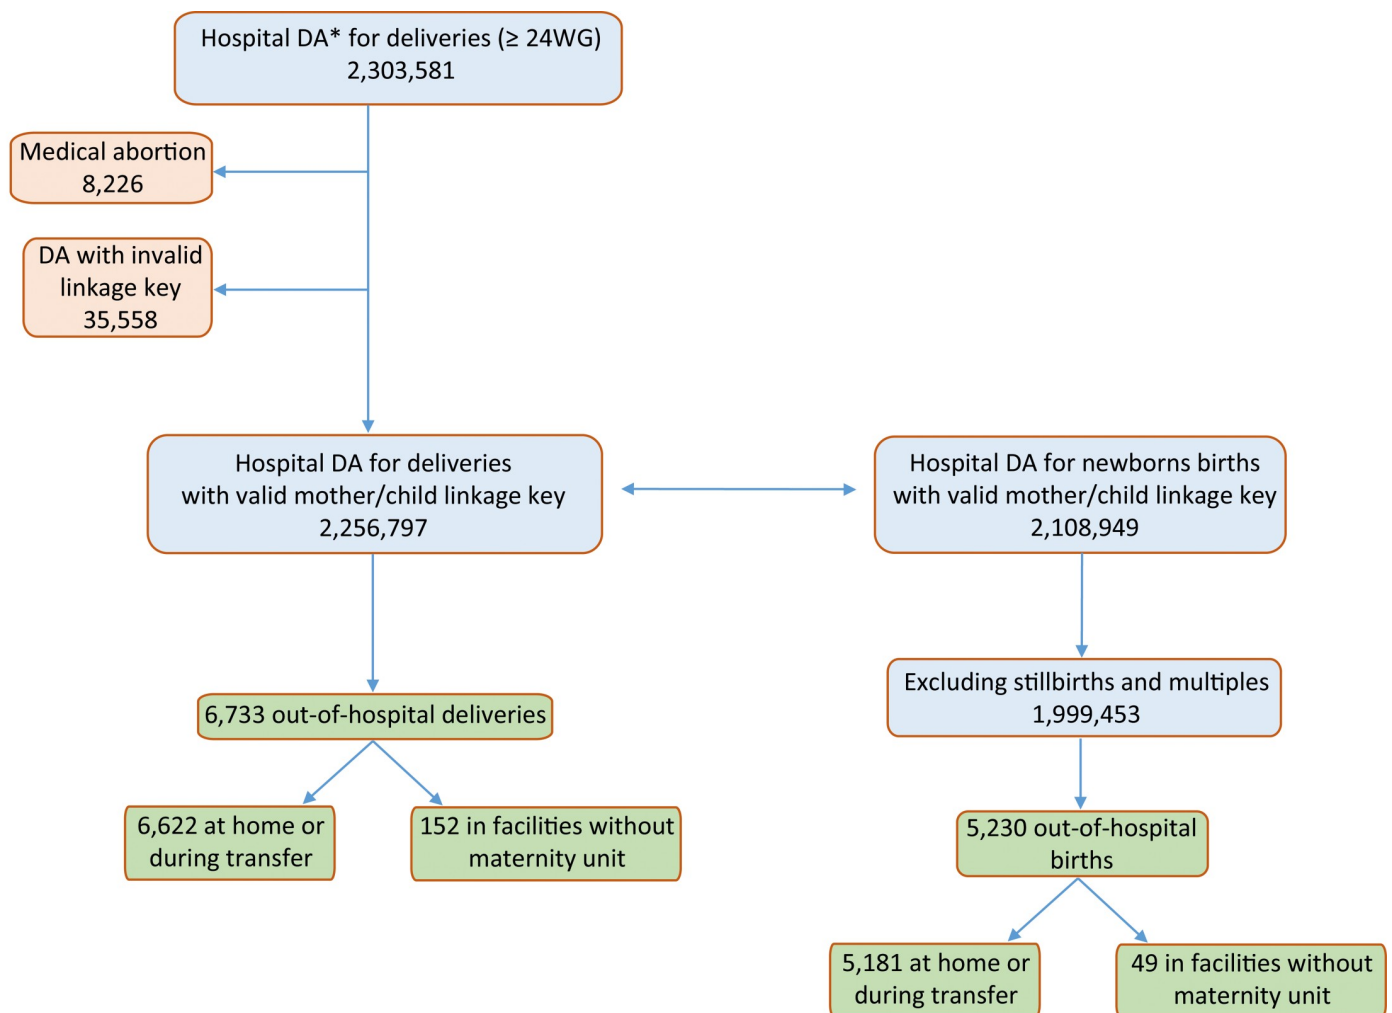 Hospital DA* for deliveries (≥ 24WG)
2,303,581
Medical abortion
8,226
DA with invalid
linkage key
35,558
Hospital DA for deliveries
with valid mother/child linkage key
2,256,797
Hospital DA for newborns births
with valid mother/child linkage key
2,108,949
6,733 out-of-hospital deliveries
6,622 at home or
during transfer
152 in facilities without
maternity unit
Excluding stillbirths and multiples
1,999,453
5,230 out-of-hospital
births
5,181 at home or
during transfer
49 in facilities without
maternity unit